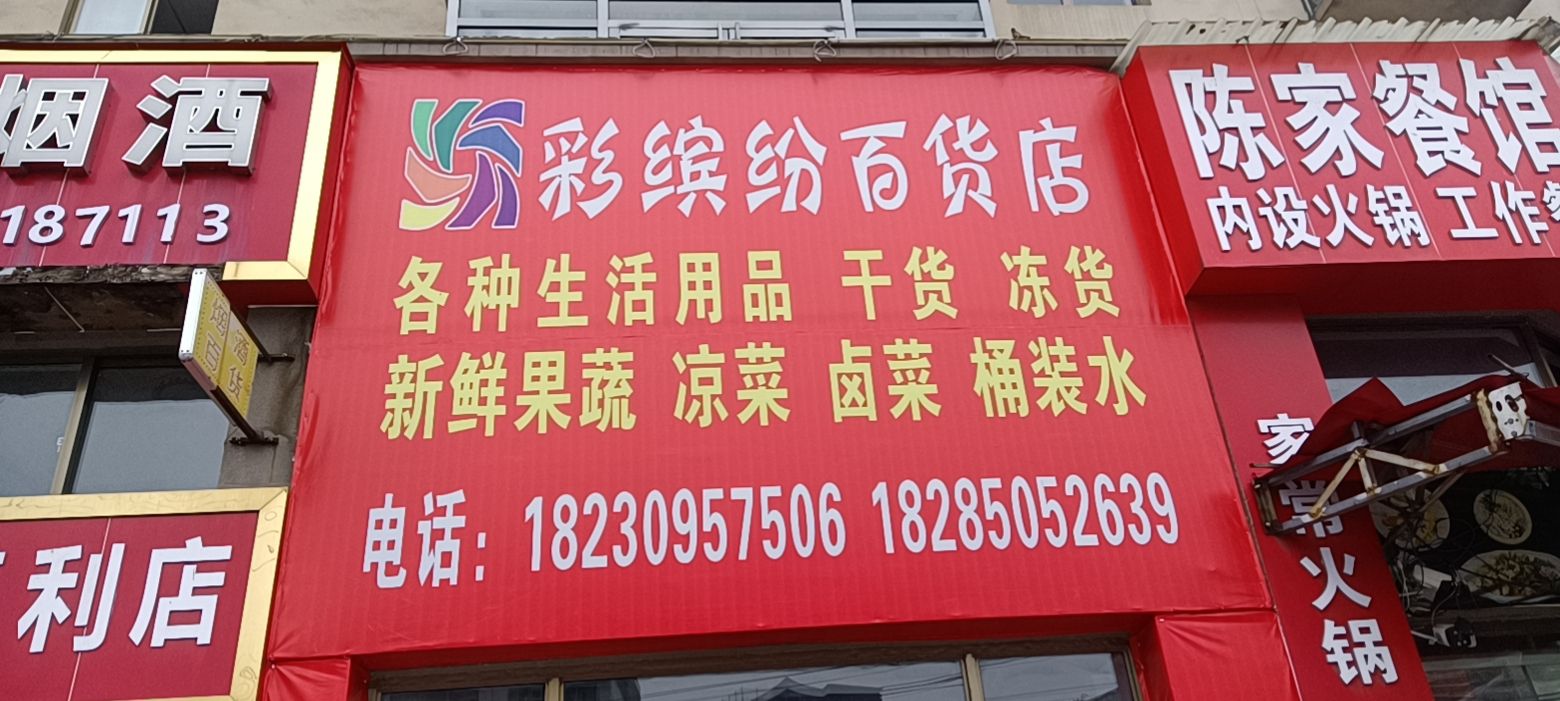 烟酒
187113
利店
彩缤纷百货店
各种生活用品 干货 冻货
新鲜果蔬 凉菜 卤菜 桶装水
电话：18230957506 18285052639
陈家餐馆
内设火锅 工作餐
家常火锅
烟酒
百货